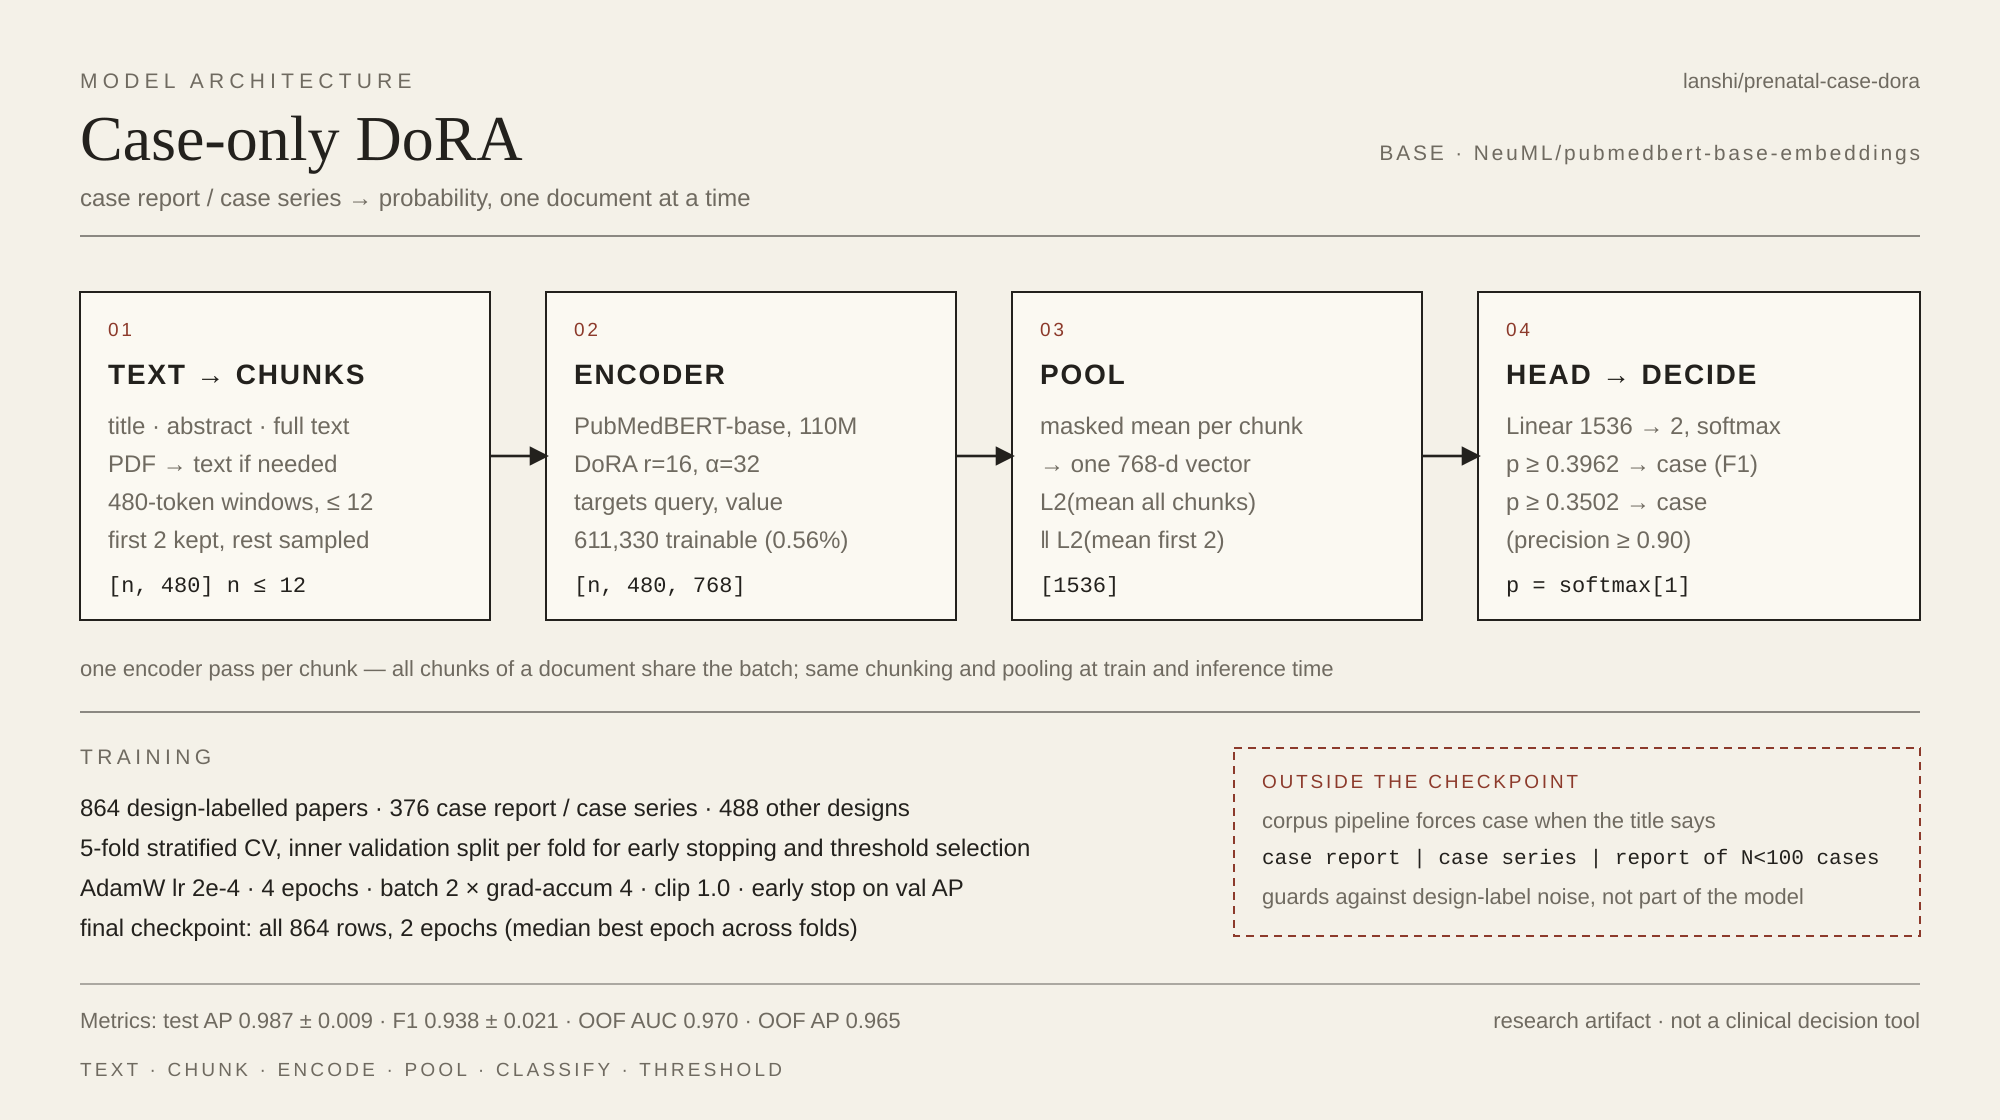 MODEL ARCHITECTURE
lanshi/prenatal-case-dora
Case-only DoRA
BASE · NeuML/pubmedbert-base-embeddings
case report / case series → probability, one document at a time
01
TEXT → CHUNKS
title · abstract · full text
PDF → text if needed
480-token windows, ≤ 12
first 2 kept, rest sampled
[n, 480] n ≤ 12
02
ENCODER
PubMedBERT-base, 110M
DoRA r=16, α=32
targets query, value
611,330 trainable (0.56%)
[n, 480, 768]
03
POOL
masked mean per chunk
→ one 768-d vector
L2(mean all chunks)
‖ L2(mean first 2)
[1536]
04
HEAD → DECIDE
Linear 1536 → 2, softmax
p ≥ 0.3962 → case (F1)
p ≥ 0.3502 → case
(precision ≥ 0.90)
p = softmax[1]
one encoder pass per chunk — all chunks of a document share the batch; same chunking and pooling at train and inference time
TRAINING
864 design-labelled papers · 376 case report / case series · 488 other designs
5-fold stratified CV, inner validation split per fold for early stopping and threshold selection
AdamW lr 2e-4 · 4 epochs · batch 2 × grad-accum 4 · clip 1.0 · early stop on val AP
final checkpoint: all 864 rows, 2 epochs (median best epoch across folds)
OUTSIDE THE CHECKPOINT
corpus pipeline forces case when the title says
case report | case series | report of N<100 cases
guards against design-label noise, not part of the model
Metrics: test AP 0.987 ± 0.009 · F1 0.938 ± 0.021 · OOF AUC 0.970 · OOF AP 0.965
research artifact · not a clinical decision tool
TEXT · CHUNK · ENCODE · POOL · CLASSIFY · THRESHOLD